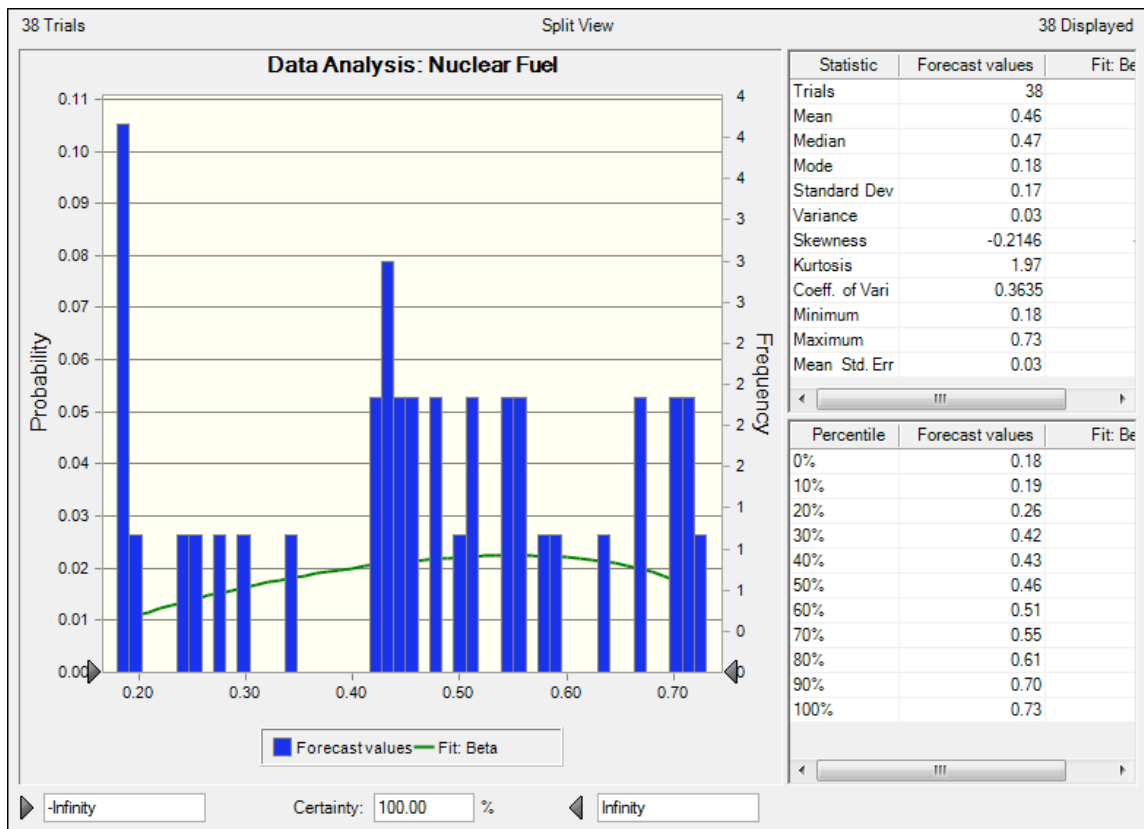 38 Trials Split View 38 Displayed
Data Analysis: Nuclear Fuel
0.11
0.10
0.09
0.08
0.07
0.06
0.05
0.04
0.03
0.02
0.01
0.00
Probability
4
4
4
3
3
3
2
2
2
2
1
1
1
0
0
Frequency
0.20 0.30 0.40 0.50 0.60 0.70
Forecast values Fit: Beta
Statistic Forecast values Fit: Be
Trials 38
Mean 0.46
Median 0.47
Mode 0.18
Standard Dev 0.17
Variance 0.03
Skewness -0.2146
Kurtosis 1.97
Coeff. of Vari 0.3635
Minimum 0.18
Maximum 0.73
Mean Std. Err 0.03
Percentile Forecast values Fit: Be
0% 0.18
10% 0.19
20% 0.26
30% 0.42
40% 0.43
50% 0.46
60% 0.51
70% 0.55
80% 0.61
90% 0.70
100% 0.73
-Infinity Certainty: 100.00 % Infinity